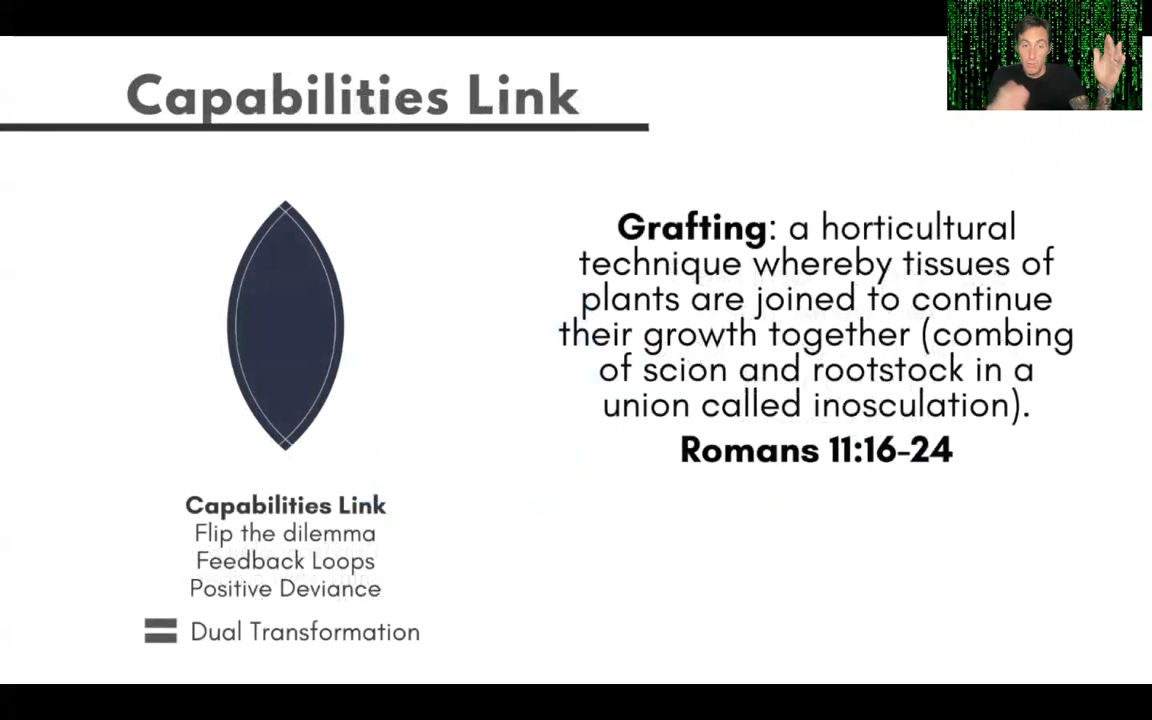 Capabilities Link
Grafting: a horticultural
technique whereby tissues of
plants are joined to continue
their growth together (combing
of scion and rootstock in a
union called inosculation).
Romans 11:16-24
Capabilities Link
Flip the dilemma
Feedback Loops
Positive Deviance
Dual Transformation